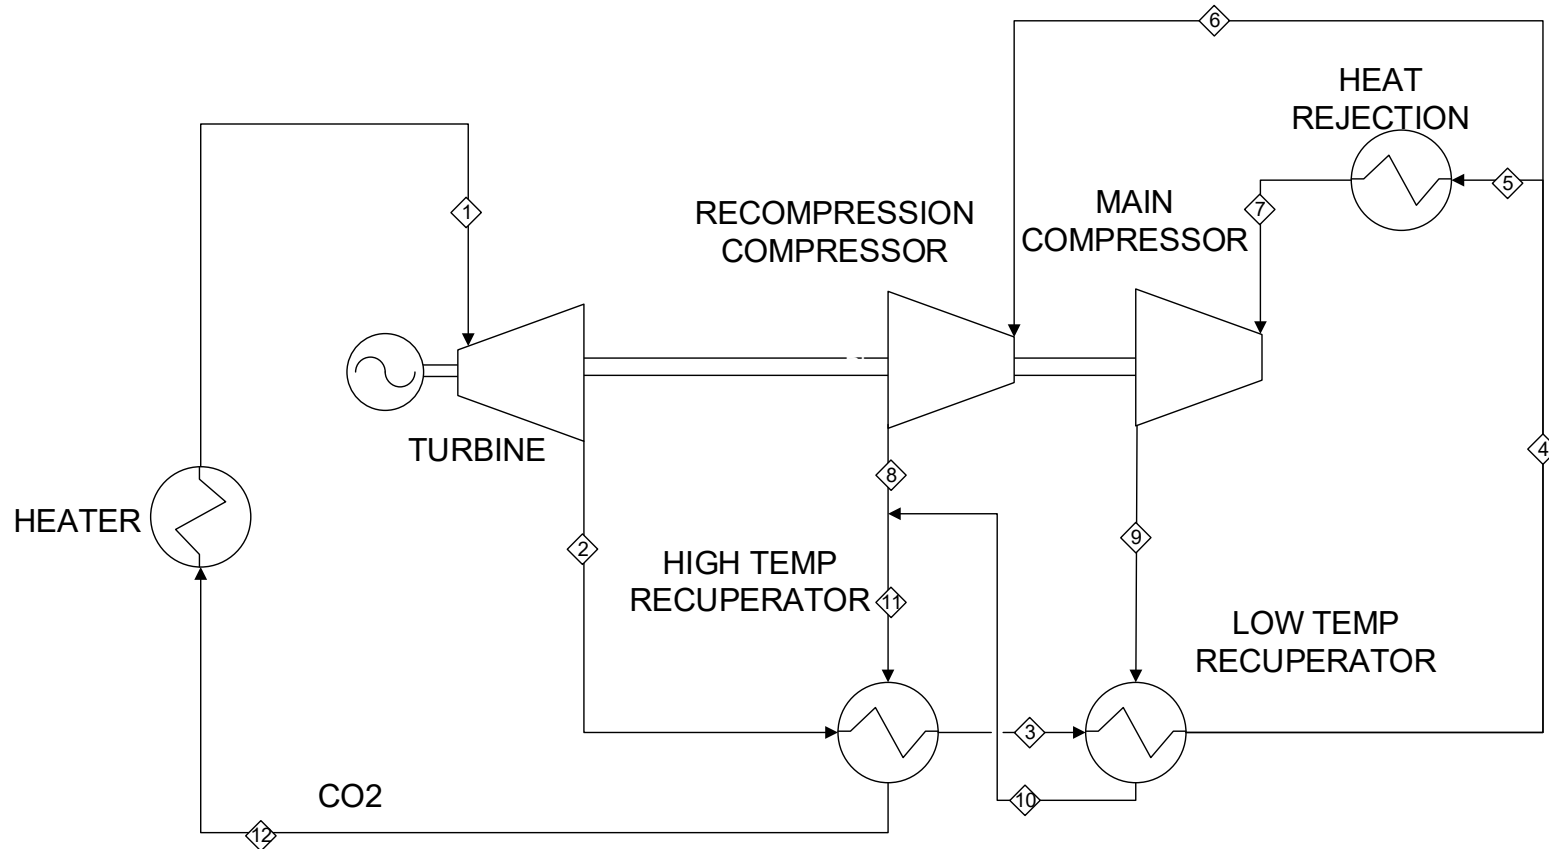 6
HEAT
REJECTION
5
1
RECOMPRESSION
COMPRESSOR
MAIN
COMPRESSOR
7
TURBINE
4
8
HEATER
2
9
HIGH TEMP
RECUPERATOR
11
LOW TEMP
RECUPERATOR
3
CO2
10
12